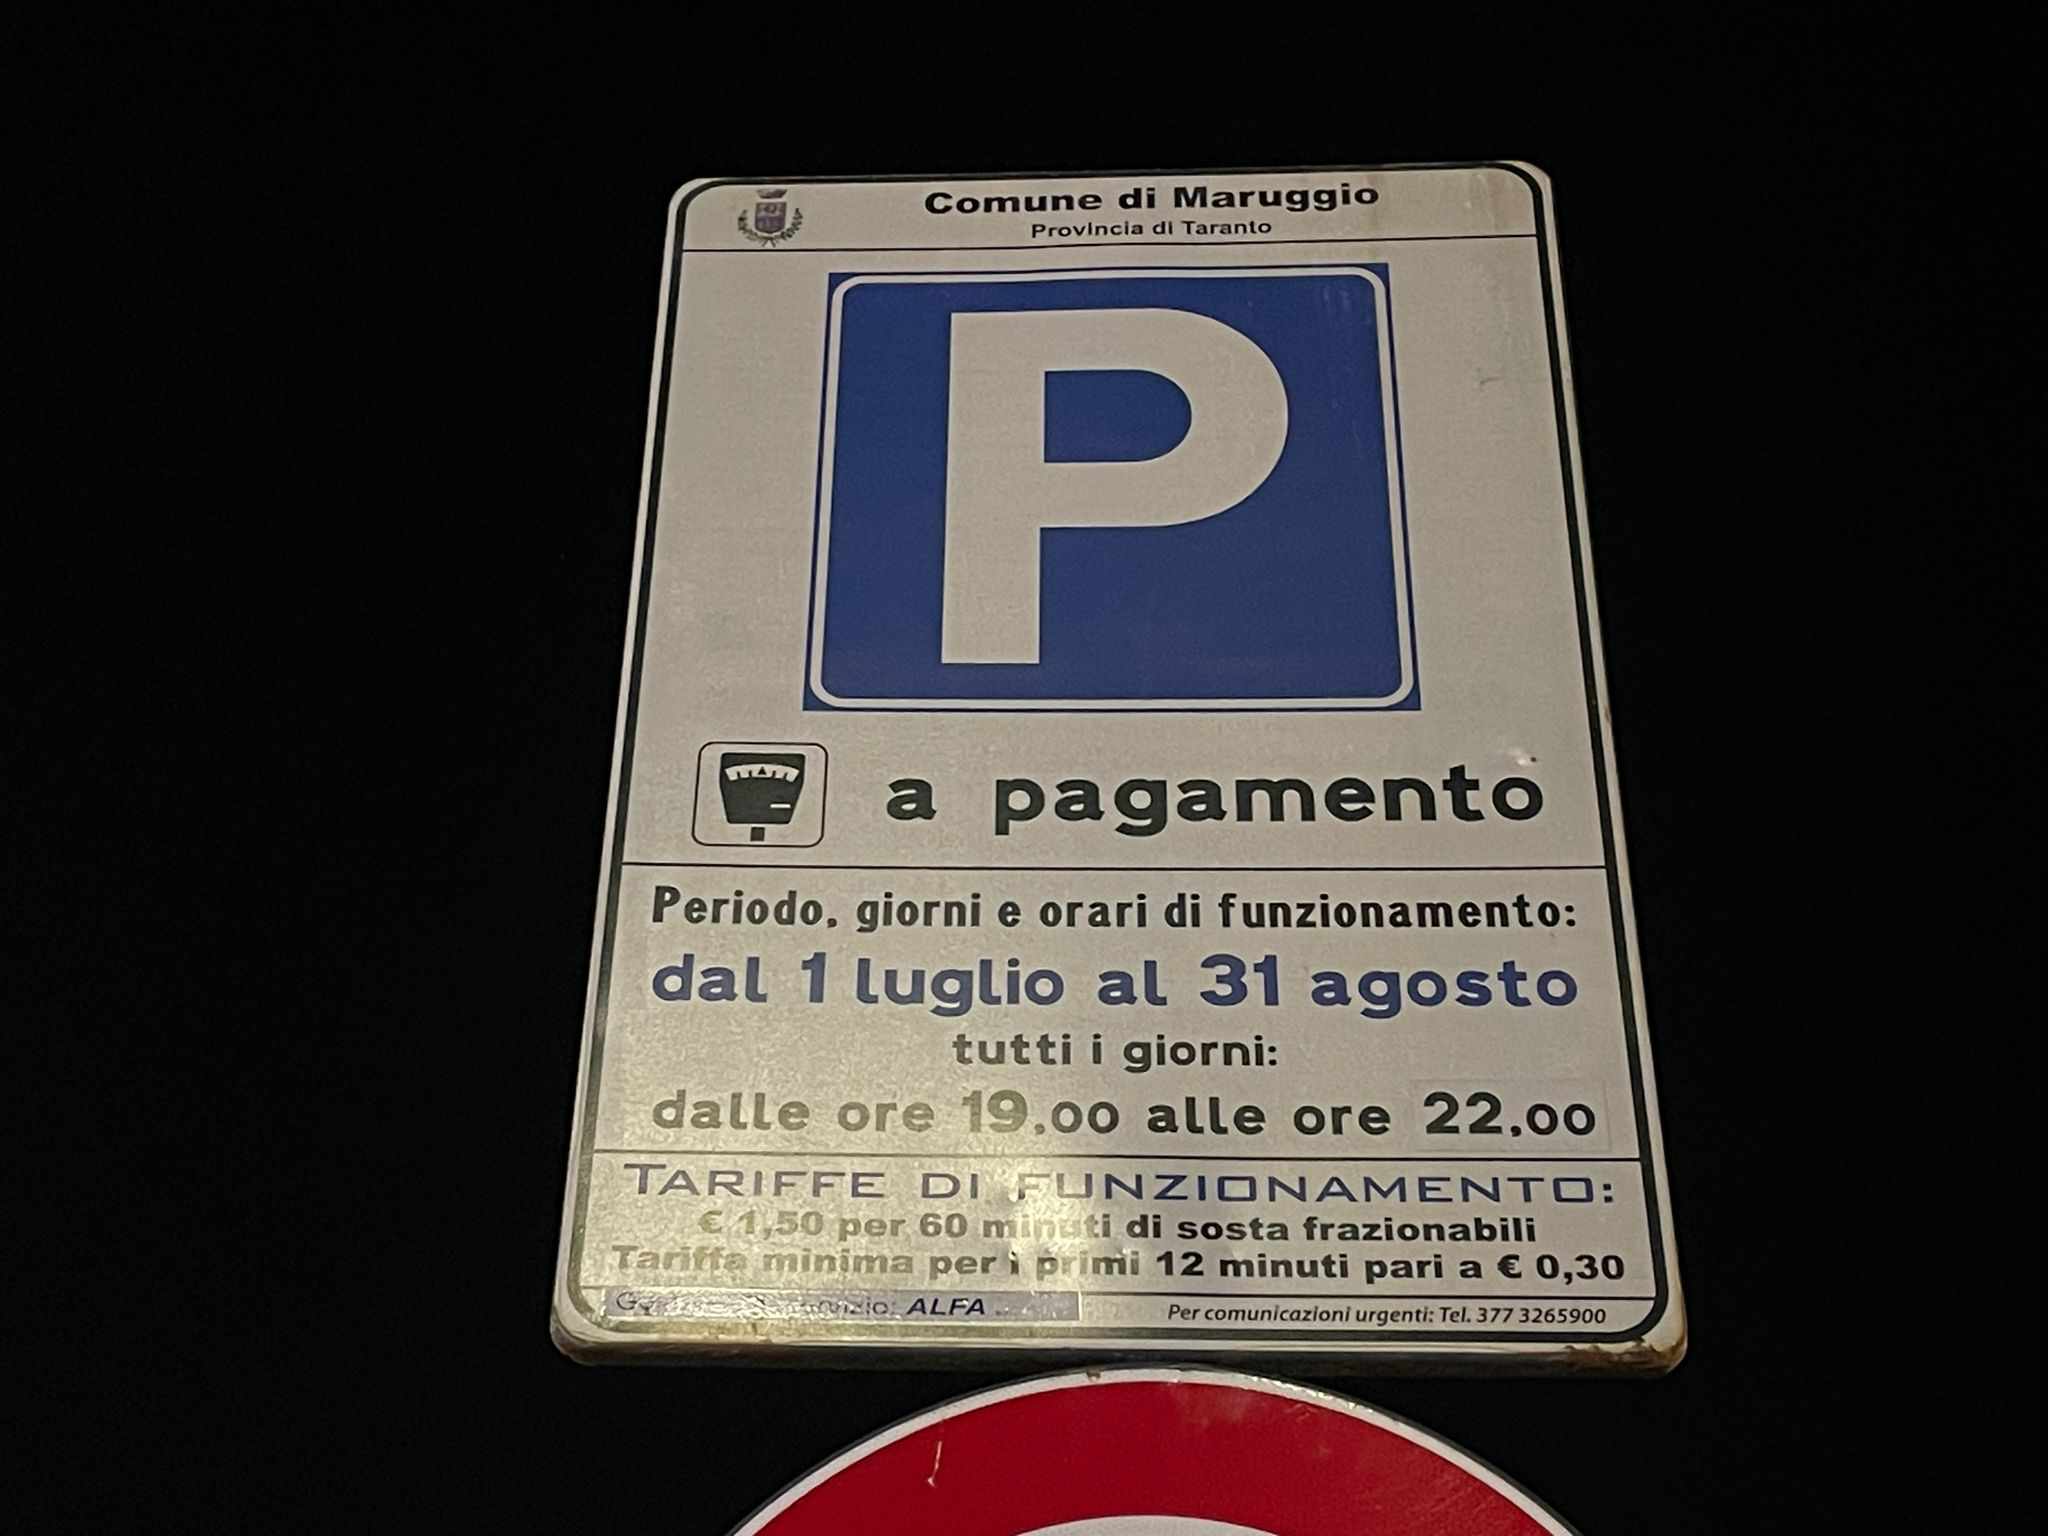 Comune di Maruggio
Provincia di Taranto
P
a pagamento
Periodo, giorni e orari di funzionamento:
dal 1 luglio al 31 agosto
tutti i giorni:
dalle ore 19.00 alle ore 22.00
TARIFFE DI FUNZIONAMENTO:
€ 1,50 per 60 minuti di sosta frazionabili
Tariffa minima per i primi 12 minuti pari a € 0,30
ALFA
Per comunicazioni urgenti: Tel. 377 3265900